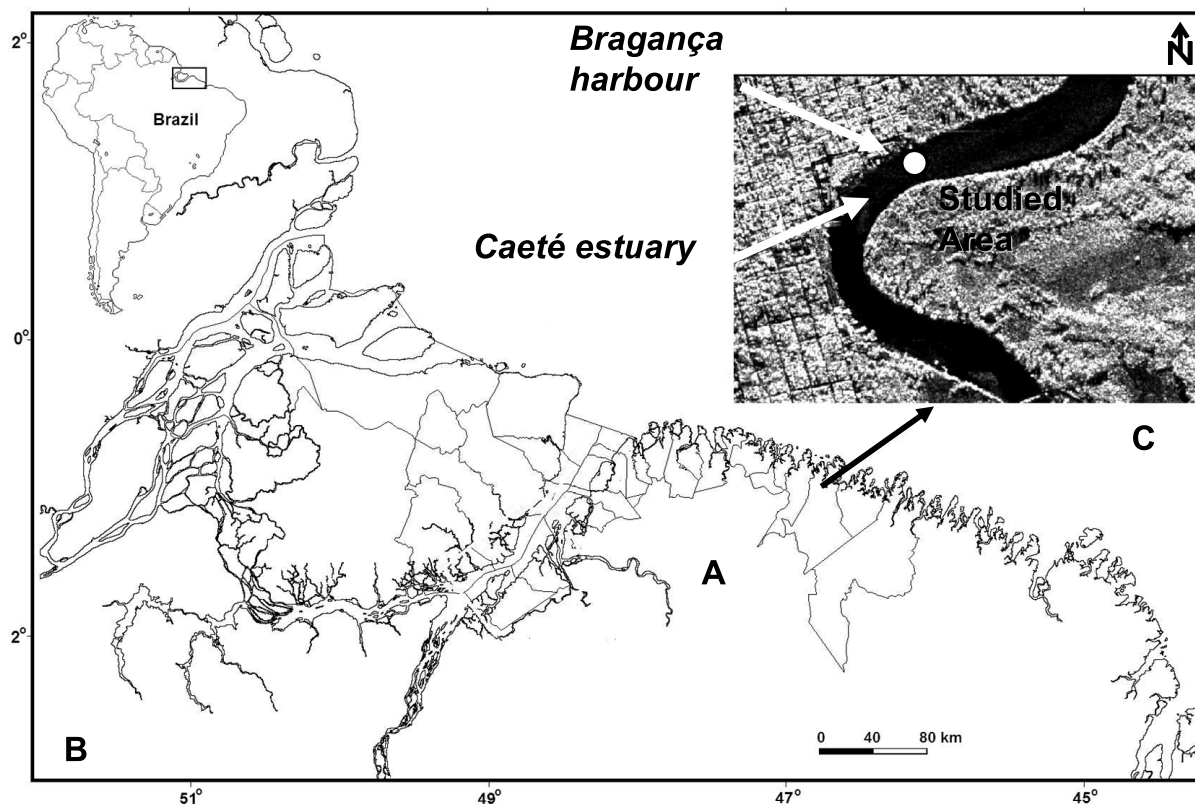 2°
Bragança
harbour
N
Brazil
Studied
Area
Caeté estuary
0°
C
A
2°
0 40 80 km
B
51° 49° 47° 45°